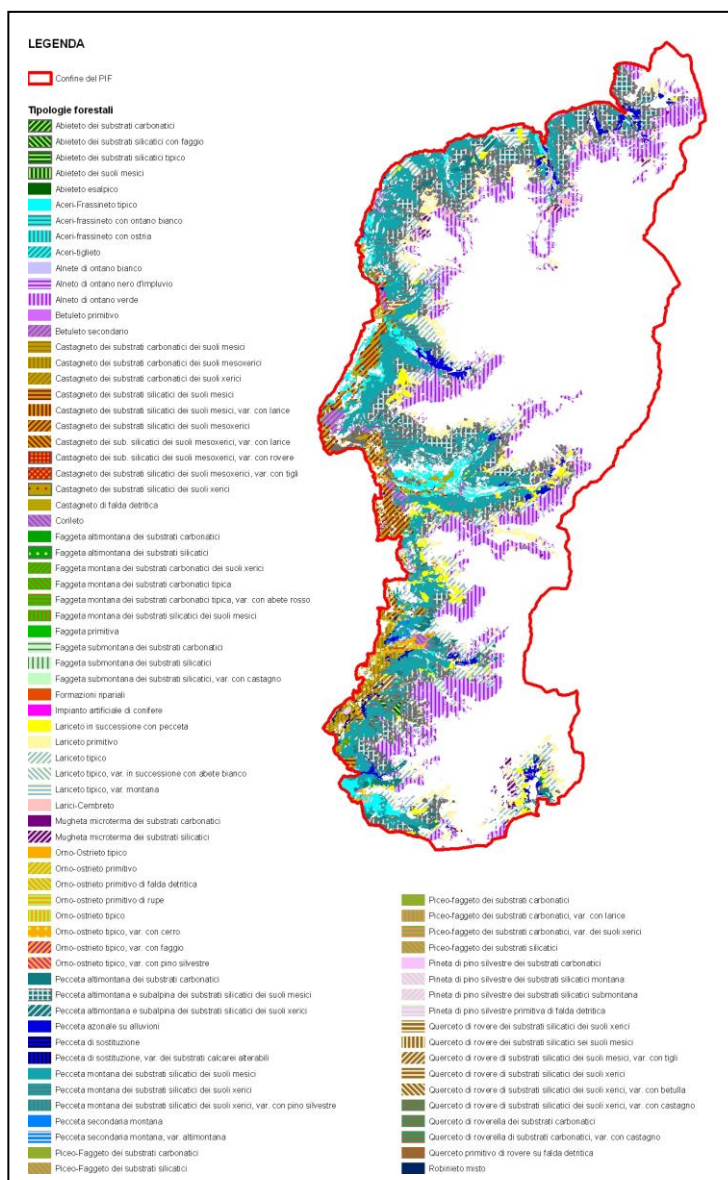 LEGENDA
Confine del PIF
Tipologie forestali
Abieteto dei substrati carbonatici
Abieteto dei substrati silicatici con faggio
Abieteto dei substrati silicatici tipico
Abieteto dei suoli mesici
Abieteto esalpico
Aceri-Frassineto tipico
Aceri-frassineto con ontano bianco
Aceri-frassineto con ostria
Aceri-tiglieto
Alnete di ontano bianco
Alneto di ontano nero d'impluvio
Alneto di ontano verde
Betuleto primitivo
Betuleto secondario
Castagneto dei substrati carbonatici dei suoli mesici
Castagneto dei substrati carbonatici dei suoli mesoxerici
Castagneto dei substrati carbonatici dei suoli xerici
Castagneto dei substrati silicatici dei suoli mesici
Castagneto dei substrati silicatici dei suoli mesici, var. con larice
Castagneto dei substrati silicatici dei suoli mesoxerici
Castagneto dei sub. silicatici dei suoli mesoxerici, var. con larice
Castagneto dei sub. silicatici dei suoli mesoxerici, var. con rovere
Castagneto dei substrati silicatici dei suoli mesoxerici, var. con tigli
Castagneto dei substrati silicatici dei suoli xerici
Castagneto di falda detritica
Corileto
Faggeta altimontana dei substrati carbonatici
Faggeta altimontana dei substrati silicatici
Faggeta montana dei substrati carbonatici dei suoli xerici
Faggeta montana dei substrati carbonatici tipica
Faggeta montana dei substrati carbonatici tipica, var. con abete rosso
Faggeta montana dei substrati silicatici dei suoli mesici
Faggeta primitiva
Faggeta submontana dei substrati carbonatici
Faggeta submontana dei substrati silicatici
Faggeta submontana dei substrati silicatici, var. con castagno
Formazioni ripariali
Impianto artificiale di conifere
Lariceto in successione con pecceta
Lariceto primitivo
Lariceto tipico
Lariceto tipico, var. in successione con abete bianco
Lariceto tipico, var. montana
Larici-Cembreto
Mugheta microterma dei substrati carbonatici
Mugheta microterma dei substrati silicatici
Orno-Ostrieto tipico
Orno-ostrieto primitivo
Orno-ostrieto primitivo di falda detritica
Orno-ostrieto primitivo di rupe
Orno-ostrieto tipico
Orno-ostrieto tipico, var. con cerro
Orno-ostrieto tipico, var. con faggio
Orno-ostrieto tipico, var. con pino silvestre
Pecceta altimontana dei substrati carbonatici
Pecceta altimontana e subalpina dei substrati silicatici dei suoli mesici
Pecceta altimontana e subalpina dei substrati silicatici dei suoli xerici
Pecceta azonale su alluvioni
Pecceta di sostituzione
Pecceta di sostituzione, var. dei substrati calcarei alterabili
Pecceta montana dei substrati silicatici dei suoli mesici
Pecceta montana dei substrati silicatici dei suoli xerici
Pecceta montana dei substrati silicatici dei suoli xerici, var. con pino silvestre
Pecceta secondaria montana
Pecceta secondaria montana, var. altimontana
Piceo-Faggeto dei substrati carbonatici
Piceo-Faggeto dei substrati silicatici
Piceo-faggeto dei substrati carbonatici
Piceo-faggeto dei substrati carbonatici, var. con larice
Piceo-faggeto dei substrati carbonatici, var. dei suoli xerici
Piceo-faggeto dei substrati silicatici
Pineta di pino silvestre dei substrati carbonatici
Pineta di pino silvestre dei substrati silicatici montana
Pineta di pino silvestre dei substrati silicatici submontana
Pineta di pino silvestre primitiva di falda detritica
Querceto di rovere dei substrati silicatici dei suoli xerici
Querceto di rovere dei substrati silicatici sei suoli mesici
Querceto di rovere di substrati silicatici dei suoli mesici, var. con tigli
Querceto di rovere di substrati silicatici dei suoli xerici
Querceto di rovere di substrati silicatici dei suoli xerici, var. con betulla
Querceto di rovere di substrati silicatici dei suoli xerici, var. con castagno
Querceto di roverella dei substrati carbonatici
Querceto di roverella di substrati carbonatici, var. con castagno
Querceto primitivo di rovere su falda detritica
Robinieto misto